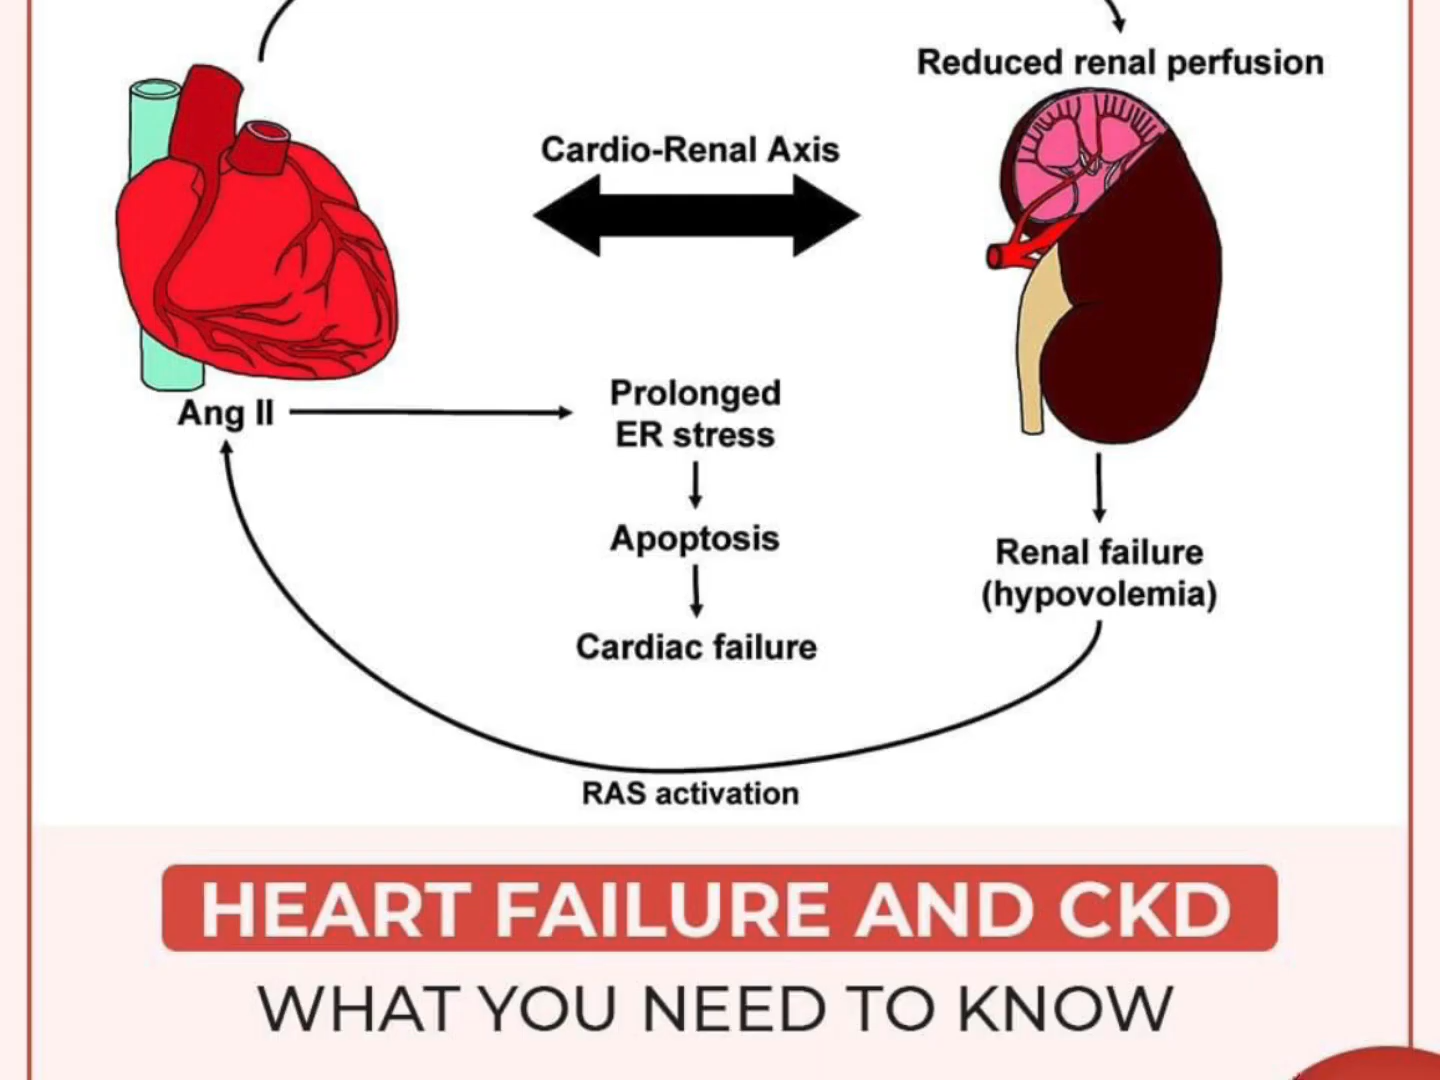 Reduced renal perfusion
Cardio-Renal Axis
Ang II
Prolonged
ER stress
Apoptosis
Cardiac failure
Renal failure
(hypovolemia)
RAS activation
HEART FAILURE AND CKD
WHAT YOU NEED TO KNOW